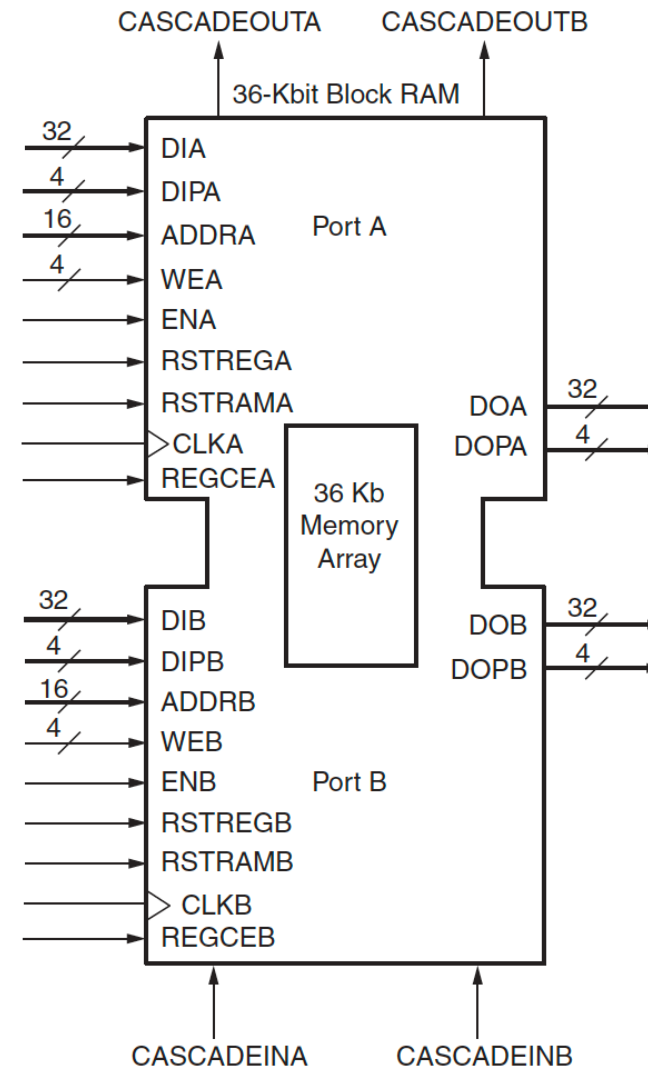 CASCADEOUTA CASCADEOUTB
36-Kbit Block RAM
32 DIA
4 DIPA
16 ADDRA Port A
4 WEA
ENA
RSTREGA
RSTRAMA
DOA 32
CLKA
DOPA 4
REGCEA
36 Kb
Memory
Array
32 DIB
DOB 32
4 DIPB
DOPB 4
16 ADDRB
4 WEB
ENB Port B
RSTREGB
RSTRAMB
CLKB
REGCEB
CASCADEINA CASCADEINB